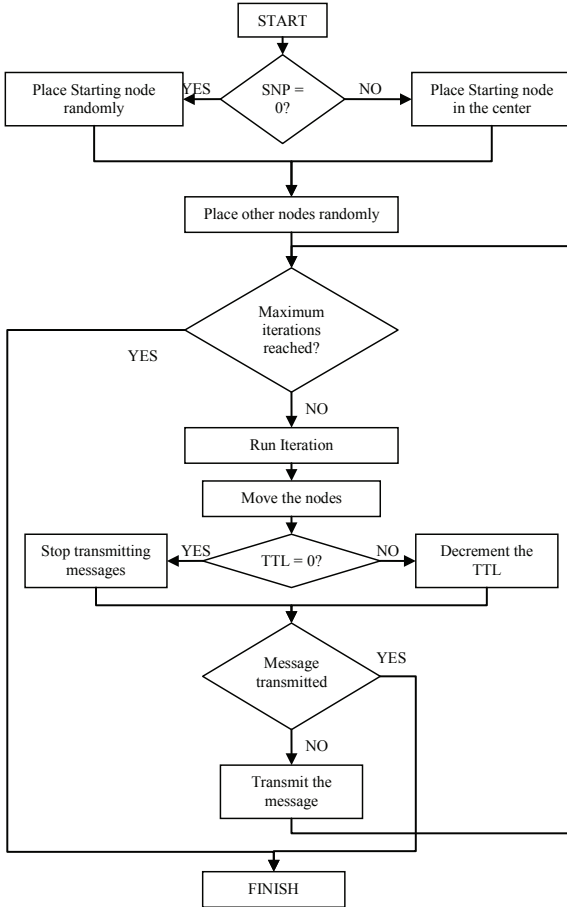 START
Place Starting node
randomly
YES
SNP =
0?
NO
Place Starting node
in the center
Place other nodes randomly
Maximum
iterations
reached?
YES
NO
Run Iteration
Move the nodes
Stop transmitting
messages
YES
TTL = 0?
NO
Decrement the
TTL
Message
transmitted
YES
NO
Transmit the
message
FINISH